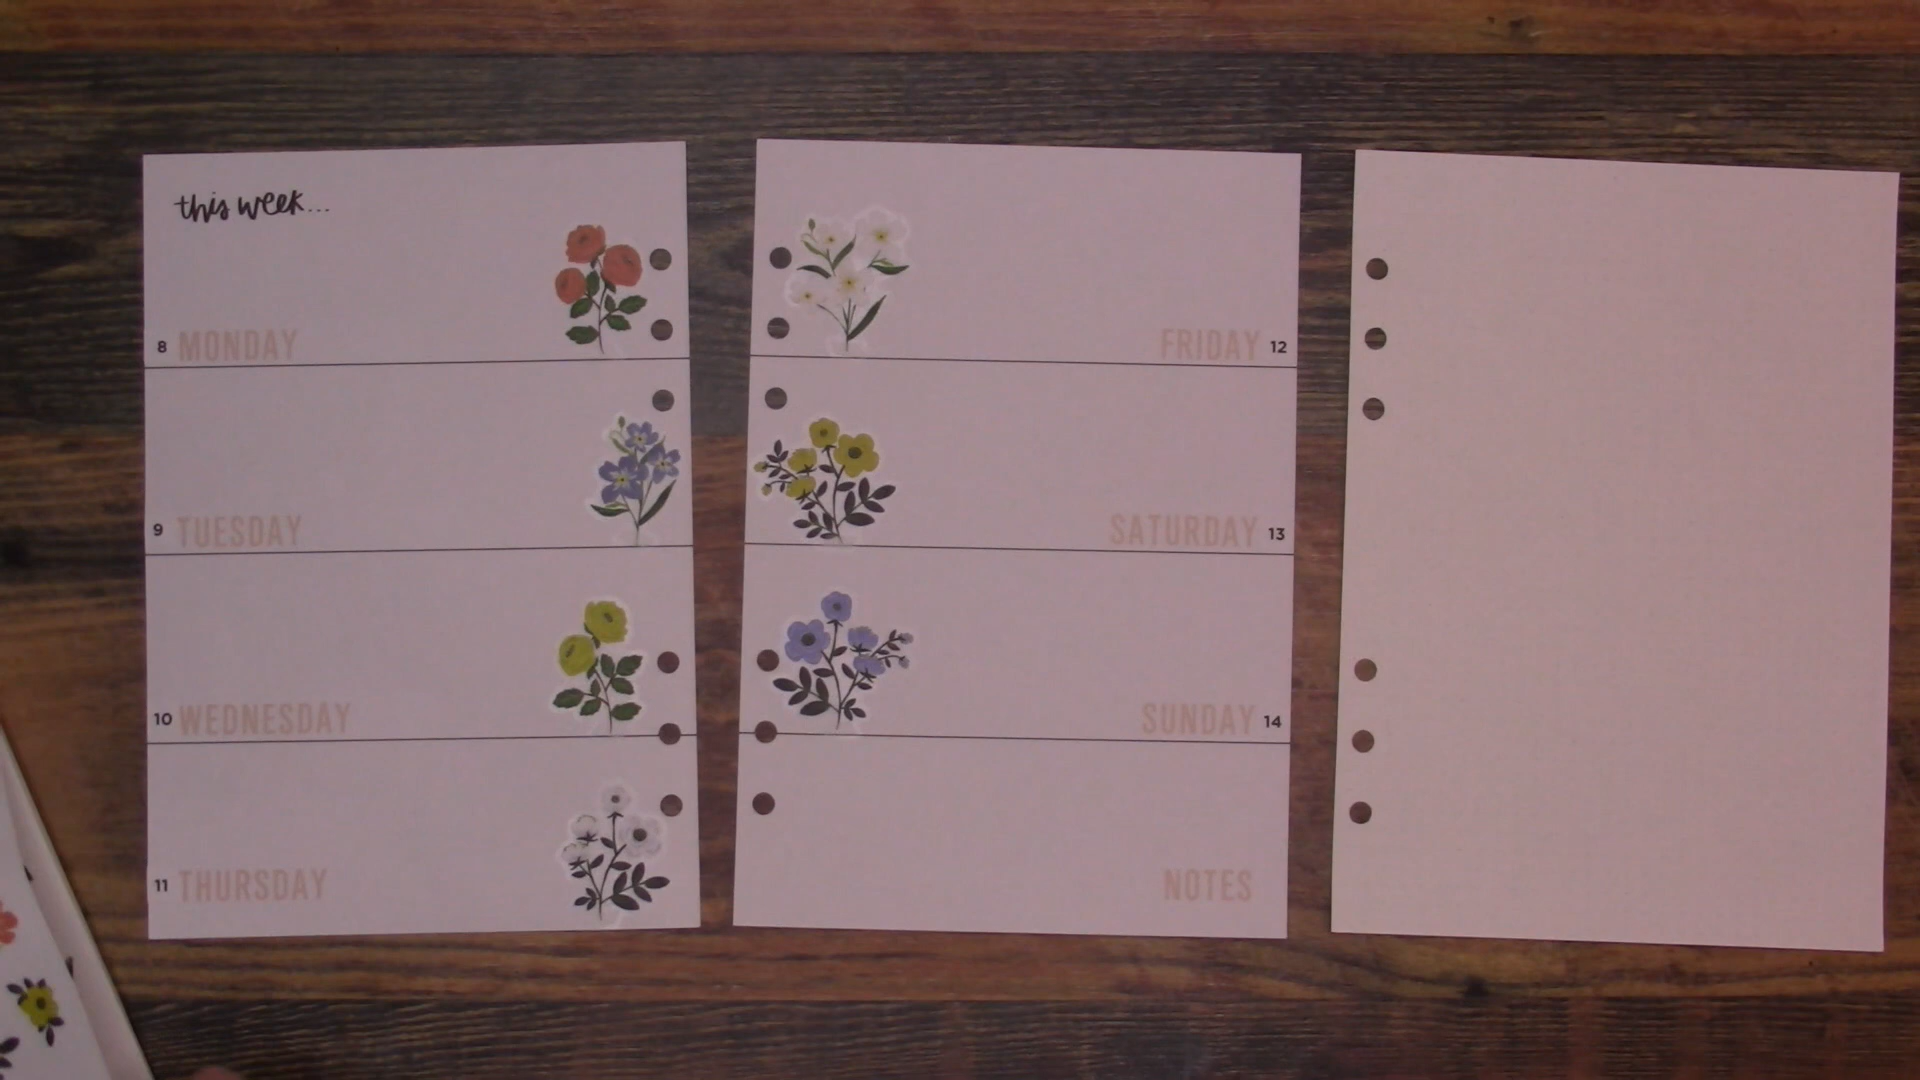 this week...
8 MONDAY
9 TUESDAY
10 WEDNESDAY
11 THURSDAY
FRIDAY 12
SATURDAY 13
SUNDAY 14
NOTES